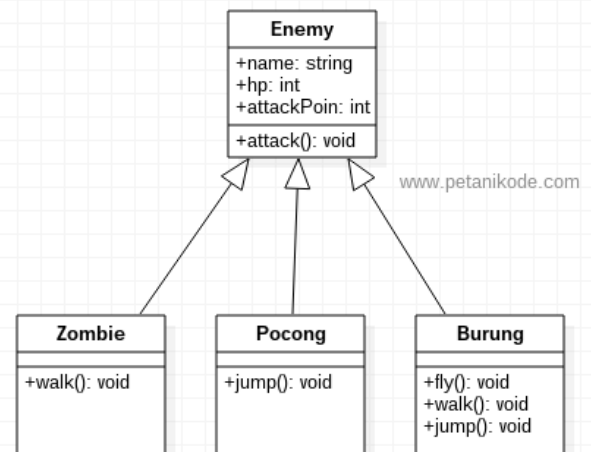 Enemy
+name: string
+hp: int
+attackPoin: int
+attack(): void
www.petanikode.com
Zombie
+walk(): void
Pocong
+jump(): void
Burung
+fly(): void
+walk(): void
+jump(): void